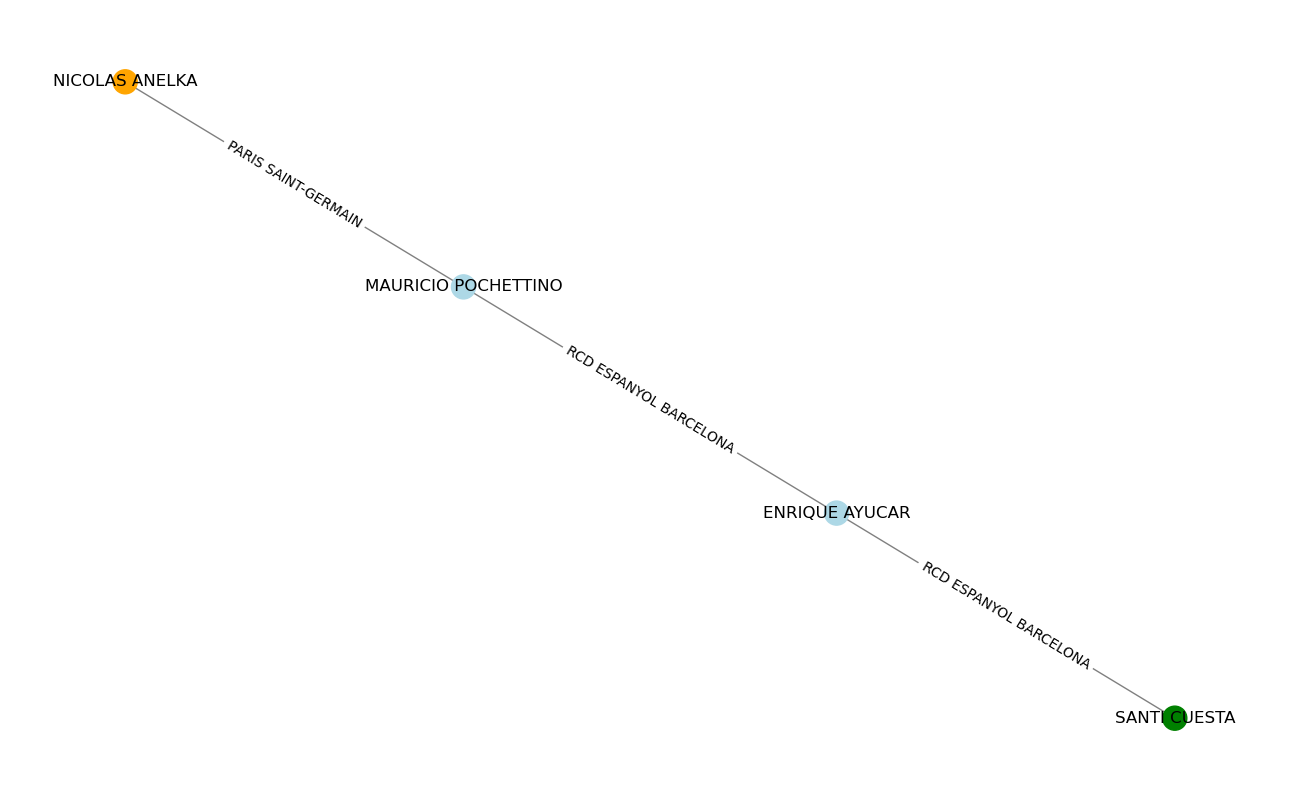 NICOLAS ANELKA
PARIS SAINT-GERMAIN
MAURICIO POCHETTINO
RCD ESPANYOL BARCELONA
ENRIQUE AYUCAR
RCD ESPANYOL BARCELONA
SANTI CUESTA